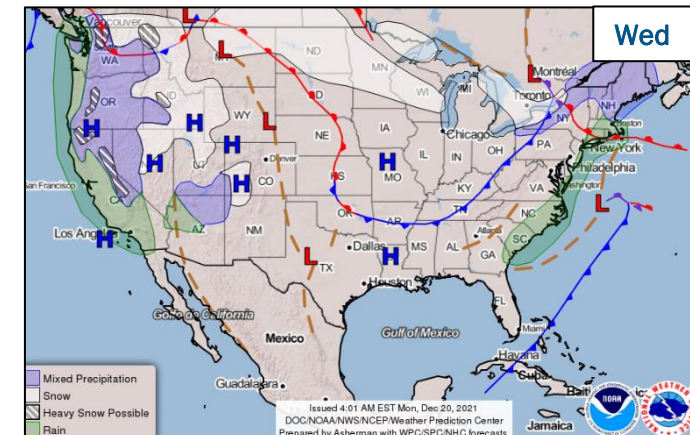 Wed
Vancouver
WA
ND
MN
Montréal
OR
WI
MI
Toronto
NH
WY
NY
Boston
IA
Chicago
PA
New York
NE
IL
IN
OH
Philadelphia
UT
Denver
CO
KS
MO
KY
VA
Washington
San Francisco
CA
OK
AR
TN
NC
Los Angeles
AZ
NM
Dallas
MS
AL
Atlanta
SC
GA
TX
Houston
FL
Golfo de California
Mexico
Gulf of Mexico
Miami
Havana
Cuba
Guadalajara
Jamaica
H
H
H
H
H
H
H
H
L
L
L
L
L
L
Mixed Precipitation
Snow
Heavy Snow Possible
Rain
Issued 4:01 AM EST Mon, Dec 20, 2021
DOC/NOAA/NWS/NCEP/Weather Prediction Center
Prepared by Asherman with WPC/SPC/NHC forecasts
NOAA